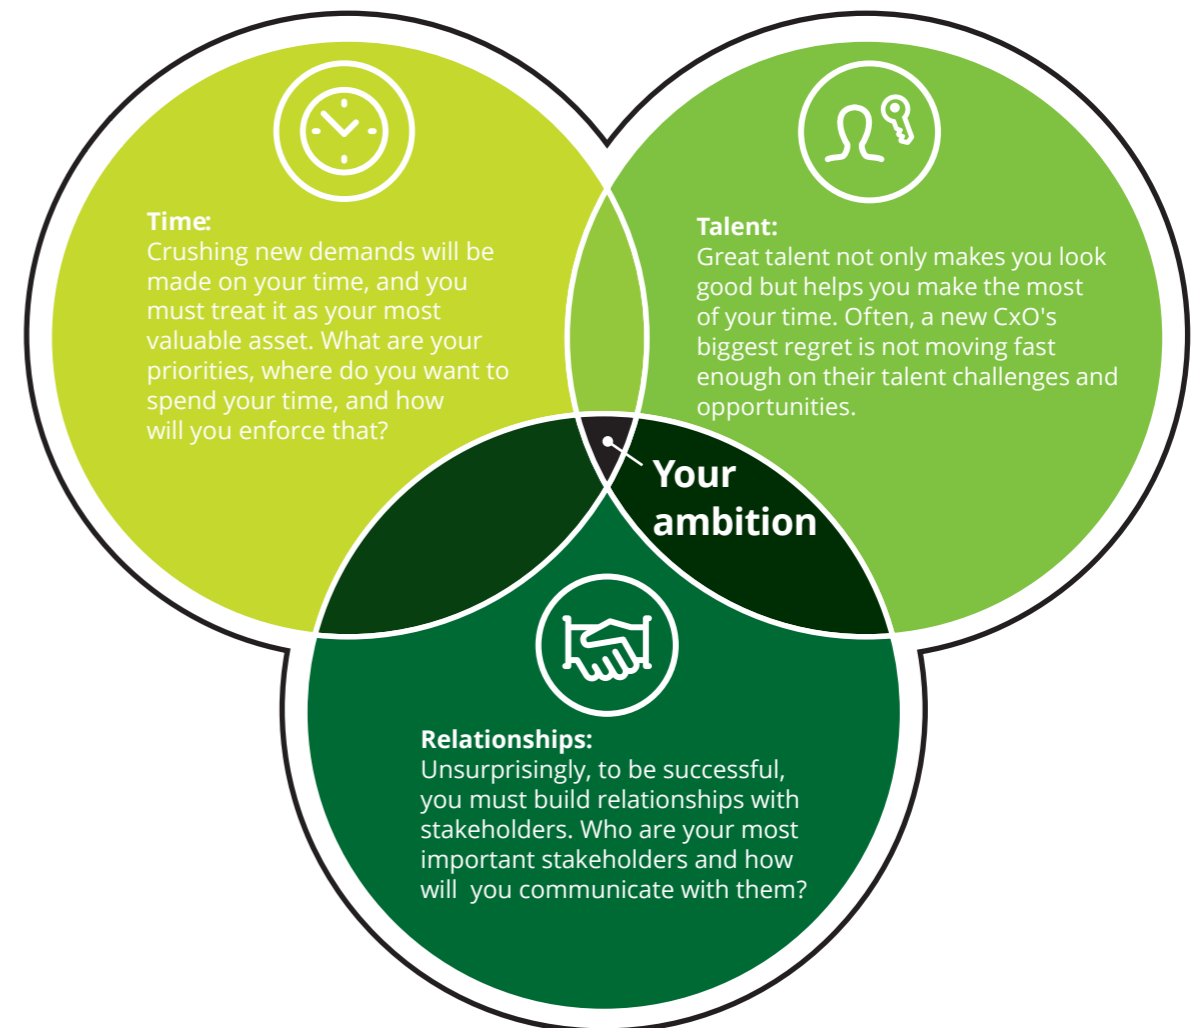 Time:
Crushing new demands will be
made on your time, and you
must treat it as your most
valuable asset. What are your
priorities, where do you want to
spend your time, and how
will you enforce that?
Talent:
Great talent not only makes you look
good but helps you make the most
of your time. Often, a new CxO's
biggest regret is not moving fast
enough on their talent challenges and
opportunities.
Your
ambition
Relationships:
Unsurprisingly, to be successful,
you must build relationships with
stakeholders. Who are your most
important stakeholders and how
will  you communicate with them?